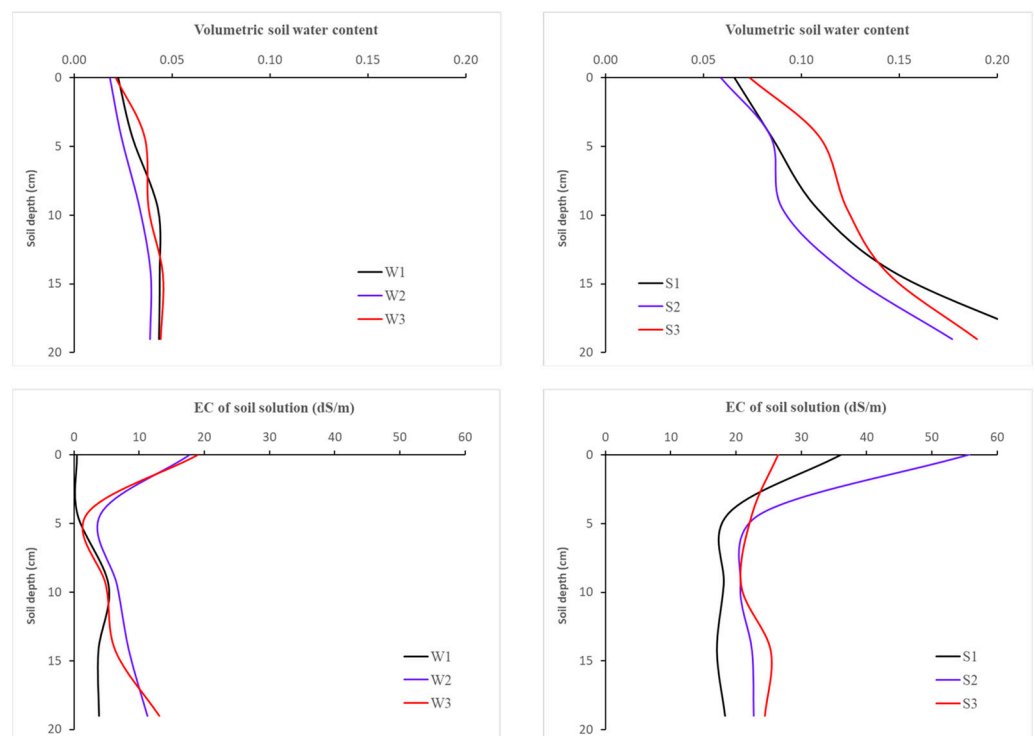 Volumetric soil water content
0.00 0.05 0.10 0.15 0.20
0
5
10
15
20
Soil depth (cm)
W1
W2
W3
Volumetric soil water content
0.00 0.05 0.10 0.15 0.20
0
5
10
15
20
Soil depth (cm)
S1
S2
S3
EC of soil solution (dS/m)
0 10 20 30 40 50 60
0
5
10
15
20
Soil depth (cm)
W1
W2
W3
EC of soil solution (dS/m)
0 10 20 30 40 50 60
0
5
10
15
20
Soil depth (cm)
S1
S2
S3